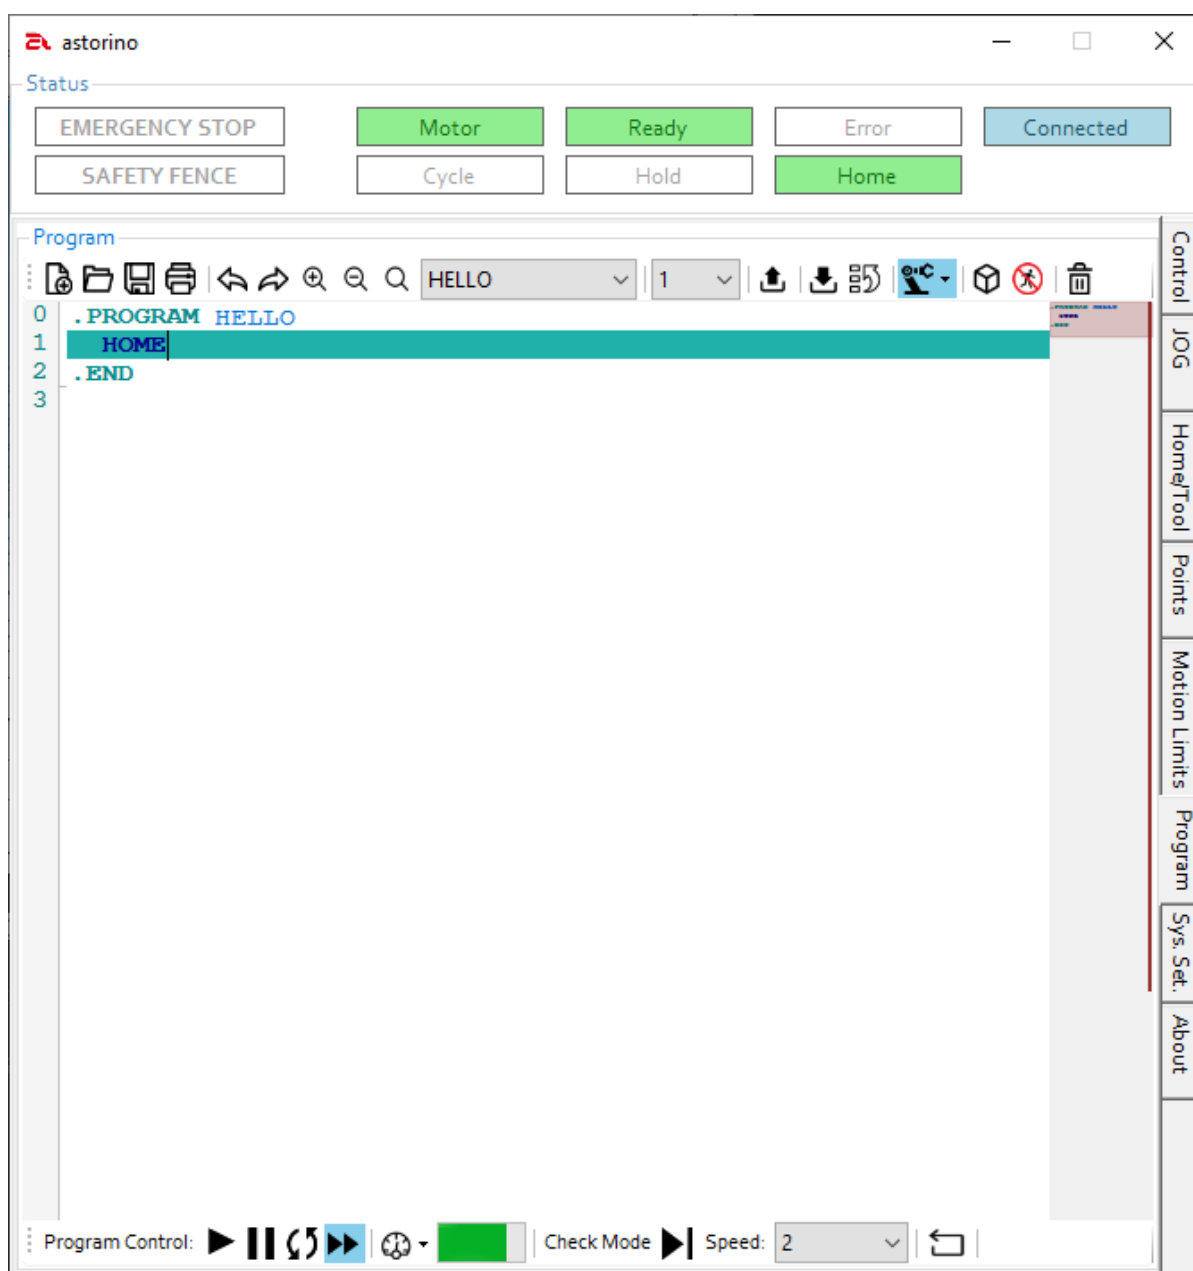 astorino
Status
EMERGENCY STOP Motor Ready Error Connected
SAFETY FENCE Cycle Hold Home
Program
HELLO 1
0 .PROGRAM HELLO
1 HOME
2 .END
3
Control
JOG
Home/Tool
Points
Motion Limits
Program
Sys. Set.
About
Program Control: Check Mode Speed: 2